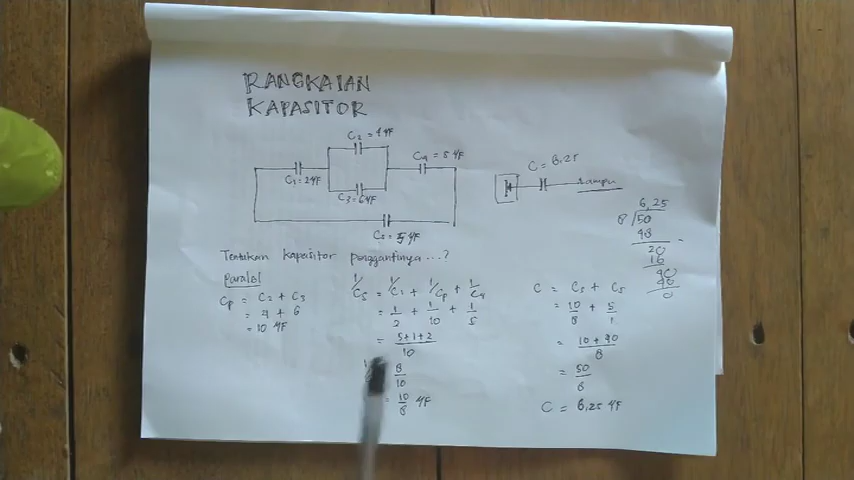 RANGKAIAN
KAPASITOR
C2 = 4 µF
C1 = 2 µF
C3 = 6 µF
C4 = 5 µF
C5 = 5 µF
C = 6,25
Lampu
6,25
8/50
48
20
16
40
40
0
Tentukan kapasitor penggantinya...?
Paralel
Cp = C2 + C3
= 4 + 6
= 10 µF
1/Cs = 1/C1 + 1/Cp + 1/C4
= 1/2 + 1/10 + 1/5
= 5+1+2/10
8/10
= 10/8 µF
C = Cs + C5
= 10/8 + 5/1
= 10+40/8
= 50/8
C = 6,25 µF